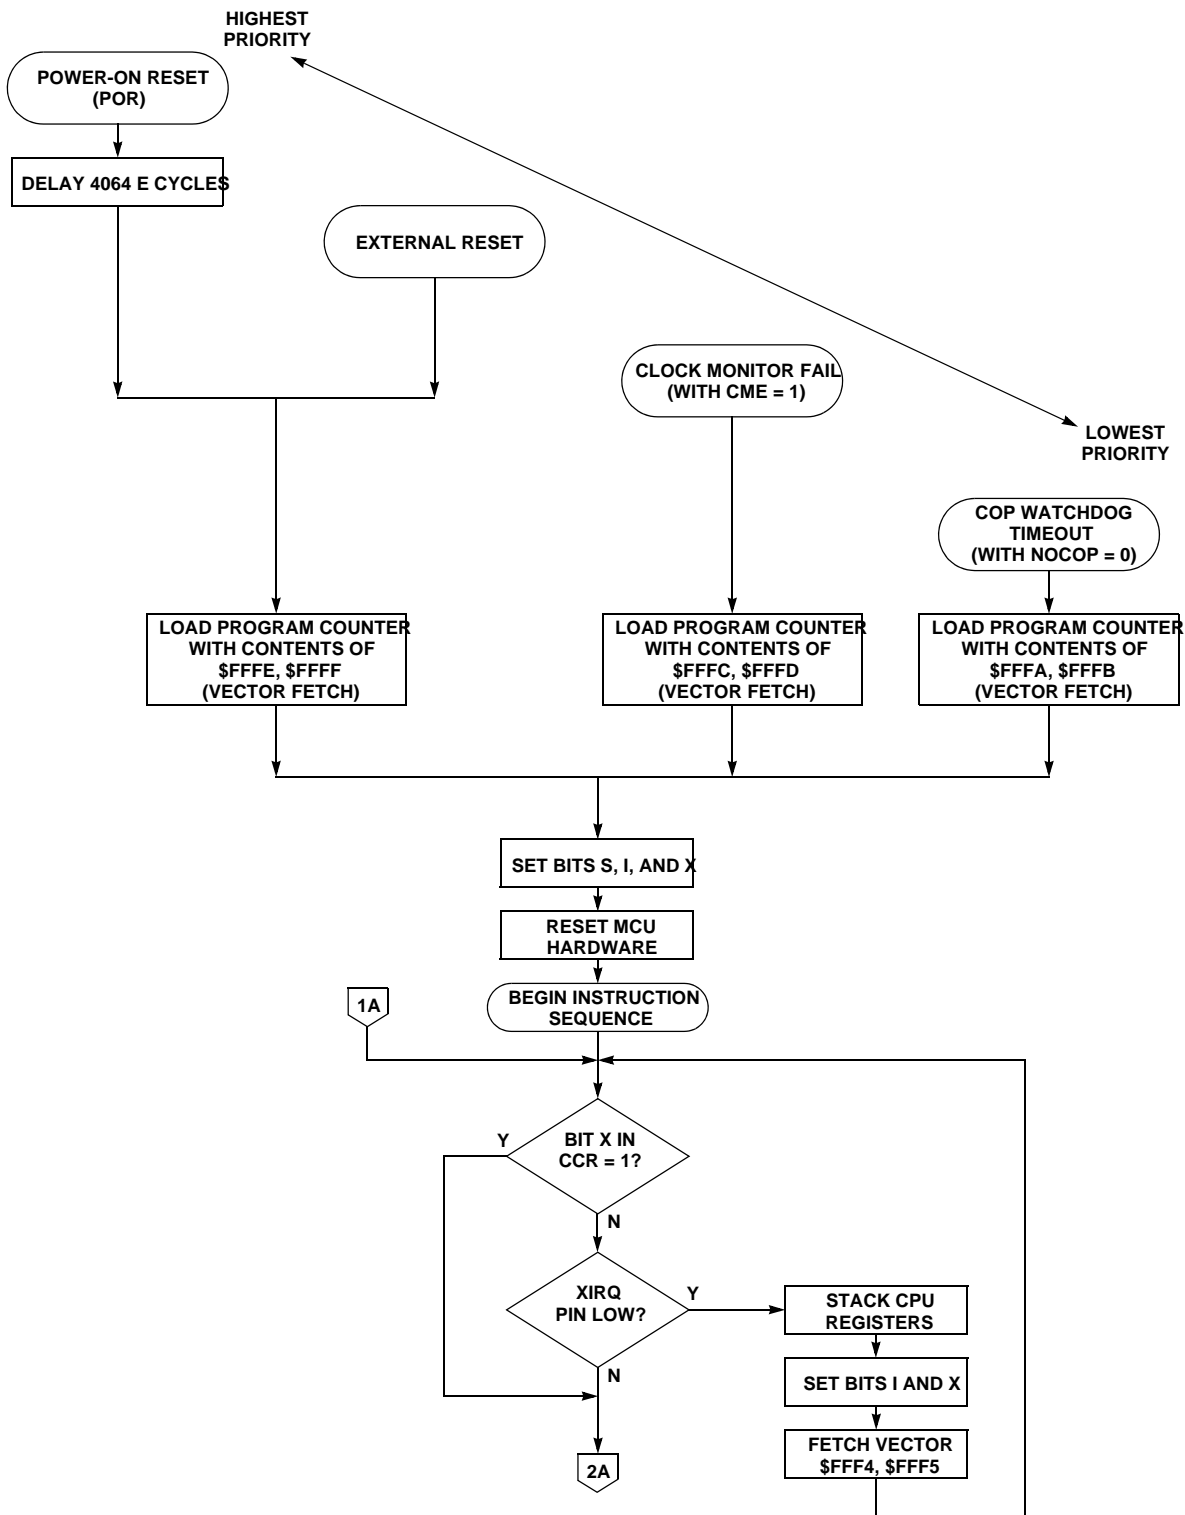 HIGHEST
PRIORITY
POWER-ON RESET
(POR)
DELAY 4064 E CYCLES
EXTERNAL RESET
CLOCK MONITOR FAIL
(WITH CME = 1)
LOWEST
PRIORITY
COP WATCHDOG
TIMEOUT
(WITH NOCOP = 0)
LOAD PROGRAM COUNTER
WITH CONTENTS OF
$FFFE, $FFFF
(VECTOR FETCH)
LOAD PROGRAM COUNTER
WITH CONTENTS OF
$FFFC, $FFFD
(VECTOR FETCH)
LOAD PROGRAM COUNTER
WITH CONTENTS OF
$FFFA, $FFFB
(VECTOR FETCH)
SET BITS S, I, AND X
RESET MCU
HARDWARE
BEGIN INSTRUCTION
SEQUENCE
1A
Y
BIT X IN
CCR = 1?
N
XIRQ
PIN LOW?
Y
STACK CPU
REGISTERS
N
SET BITS I AND X
FETCH VECTOR
$FFF4, $FFF5
2A